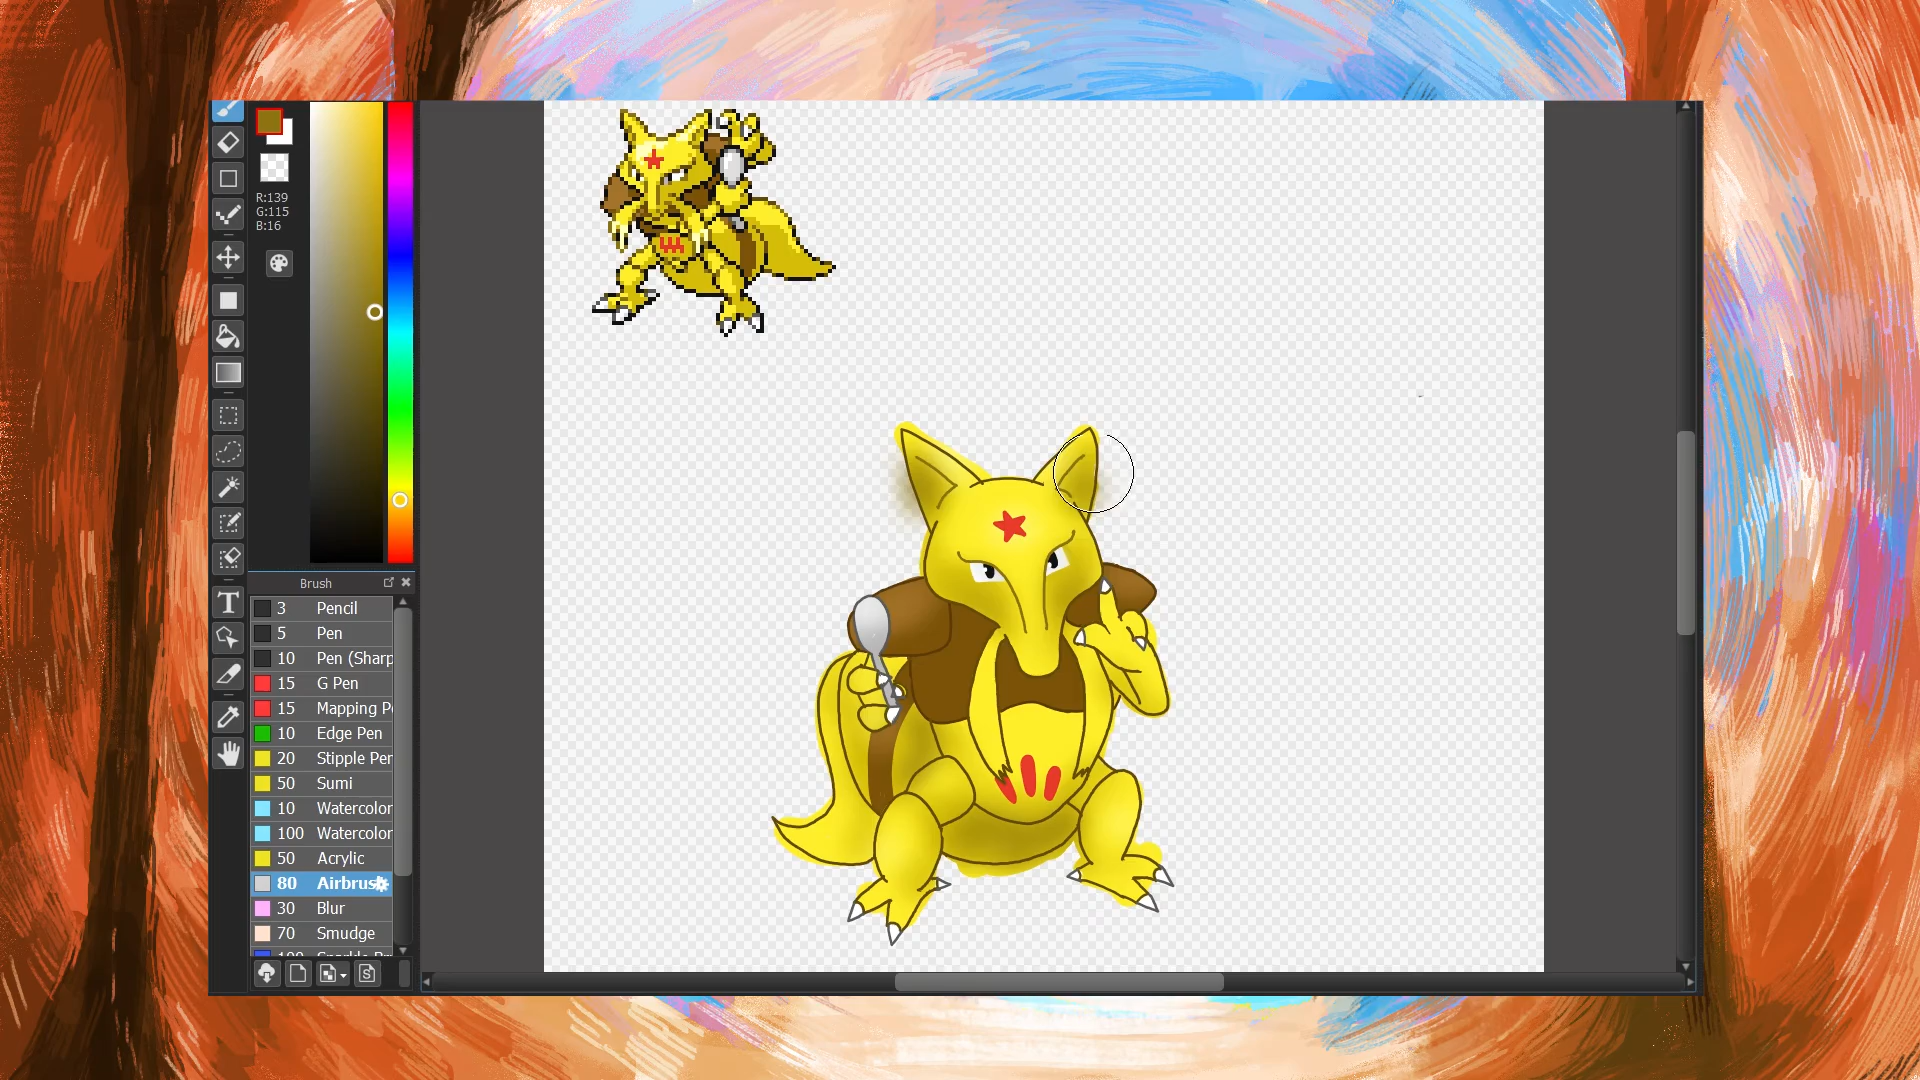 R:139
G:115
B:16
Brush
3 Pencil
5 Pen
10 Pen (Sharp
15 G Pen
15 Mapping P
10 Edge Pen
20 Stipple Pen
50 Sumi
10 Watercolor
100 Watercolor
50 Acrylic
80 Airbrus
30 Blur
70 Smudge